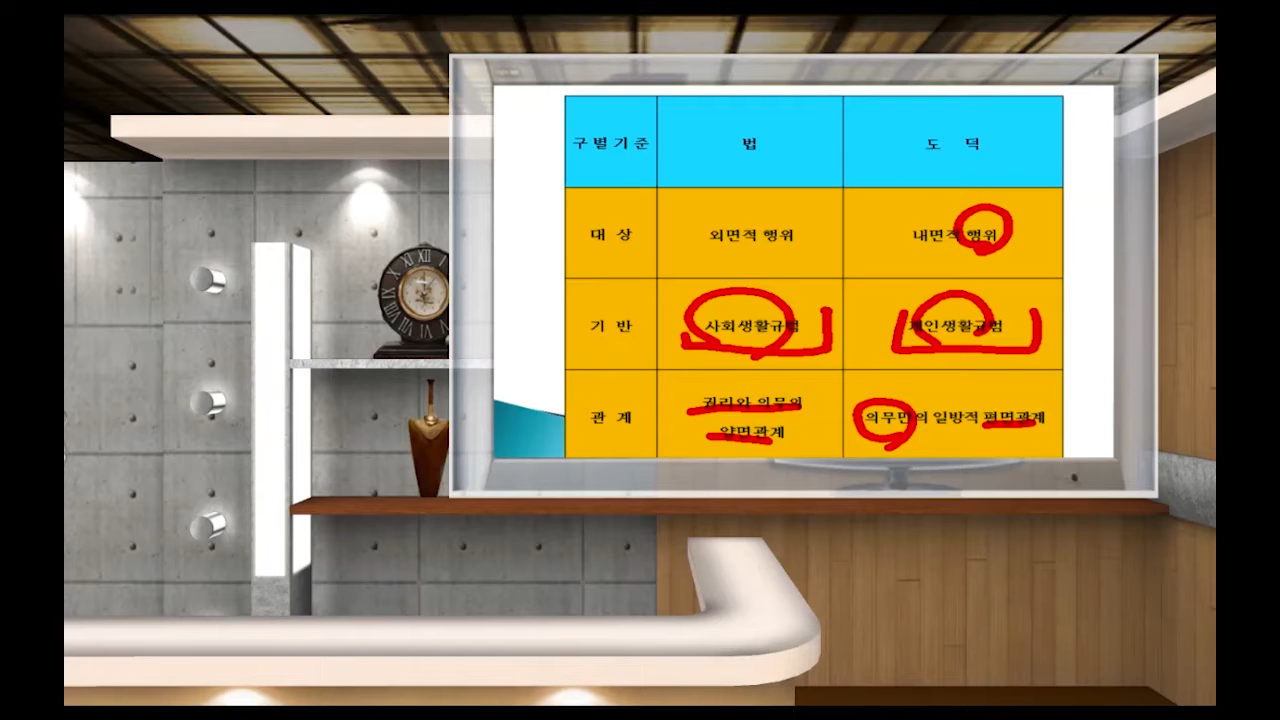 구별기준 법 도덕
대상 외면적 행위 내면적 행위
기반 사회생활규범 개인생활규범
관계 권리와 의무의 양면관계 의무만의 일방적 편면관계
XII